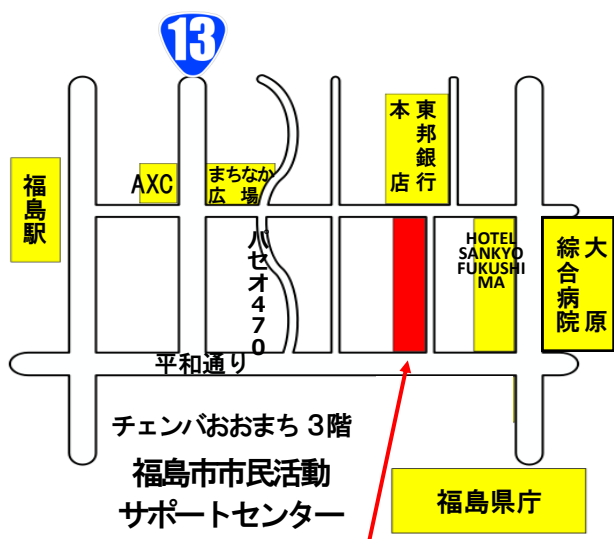 13
東邦銀行
本店
福島駅
AXC
まちなか
広場
パセオ470
HOTEL
SANKYO
FUKUSHI
MA
大原
綜合病院
平和通り
チェンバおおまち 3階
福島市市民活動
サポートセンター
福島県庁